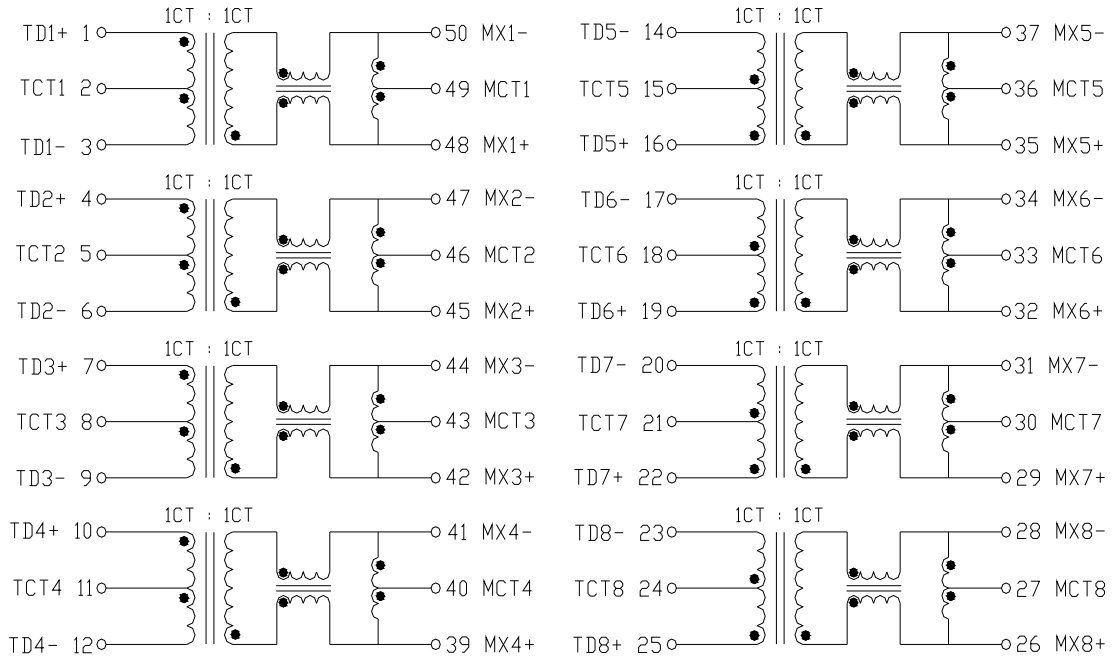 1CT : 1CT
TD1+ 1
50 MX1-
TCT1 2
49 MCT1
TD1- 3
48 MX1+
1CT : 1CT
TD2+ 4
47 MX2-
TCT2 5
46 MCT2
TD2- 6
45 MX2+
1CT : 1CT
TD3+ 7
44 MX3-
TCT3 8
43 MCT3
TD3- 9
42 MX3+
1CT : 1CT
TD4+ 10
41 MX4-
TCT4 11
40 MCT4
TD4- 12
39 MX4+
1CT : 1CT
TD5- 14
37 MX5-
TCT5 15
36 MCT5
TD5+ 16
35 MX5+
1CT : 1CT
TD6- 17
34 MX6-
TCT6 18
33 MCT6
TD6+ 19
32 MX6+
1CT : 1CT
TD7- 20
31 MX7-
TCT7 21
30 MCT7
TD7+ 22
29 MX7+
1CT : 1CT
TD8- 23
28 MX8-
TCT8 24
27 MCT8
TD8+ 25
26 MX8+